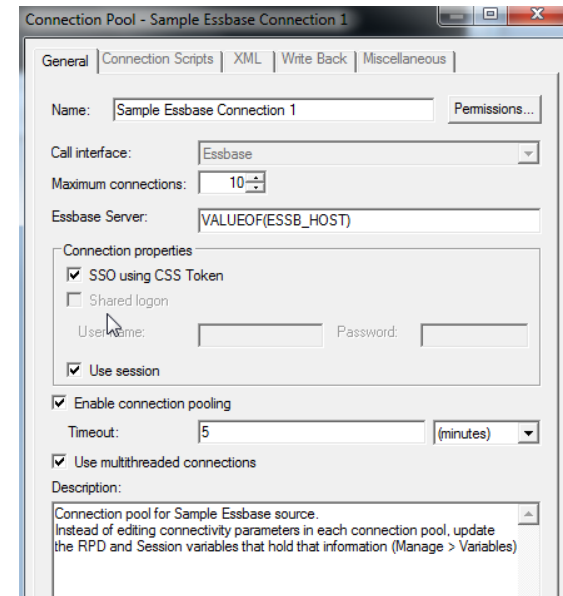 Connection Pool - Sample Essbase Connection 1
General Connection Scripts XML Write Back Miscellaneous
Name: Sample Essbase Connection 1 Permissions...
Call interface: Essbase
Maximum connections: 10
Essbase Server: VALUEOF(ESSB_HOST)
Connection properties
SSO using CSS Token
Shared logon
User name: Password:
Use session
Enable connection pooling
Timeout: 5 (minutes)
Use multithreaded connections
Description:
Connection pool for Sample Essbase source.
Instead of editing connectivity parameters in each connection pool, update
the RPD and Session variables that hold that information (Manage > Variables)